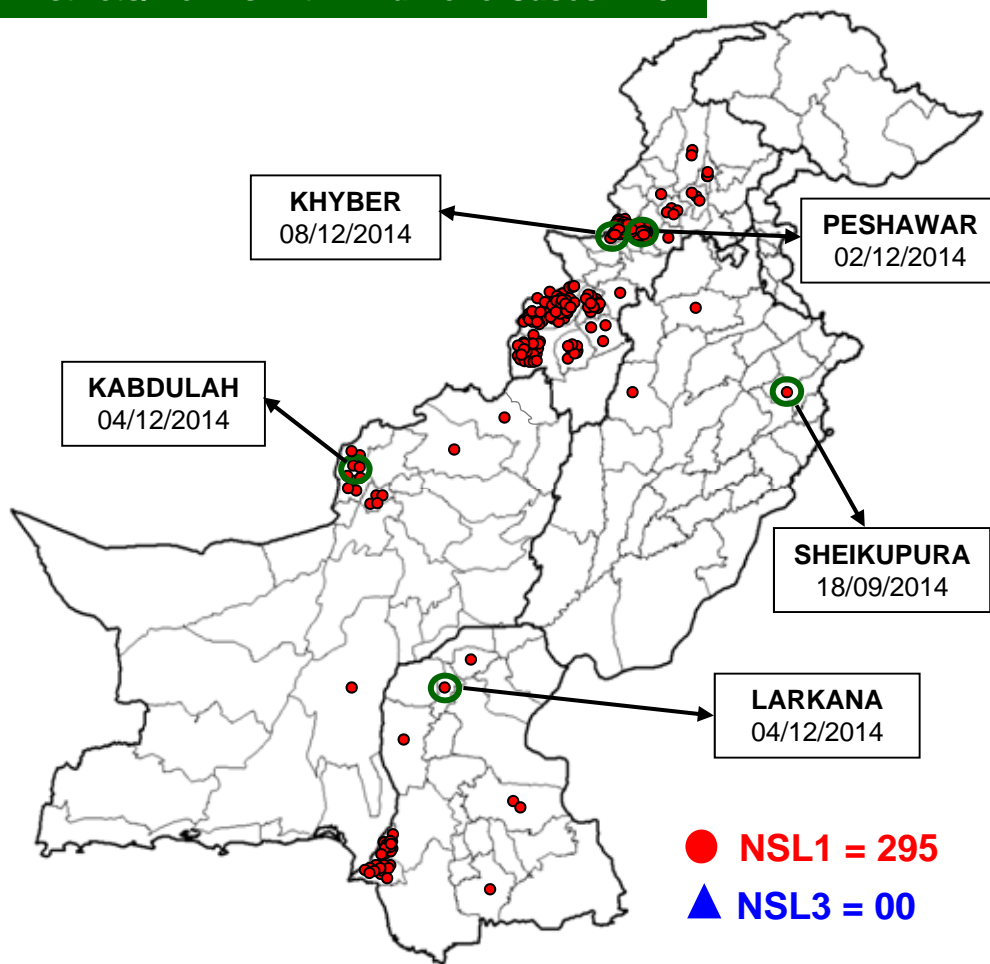 KHYBER
08/12/2014
PESHAWAR
02/12/2014
KABDULAH
04/12/2014
SHEIKUPURA
18/09/2014
LARKANA
04/12/2014
NSL1 = 295
NSL3 = 00